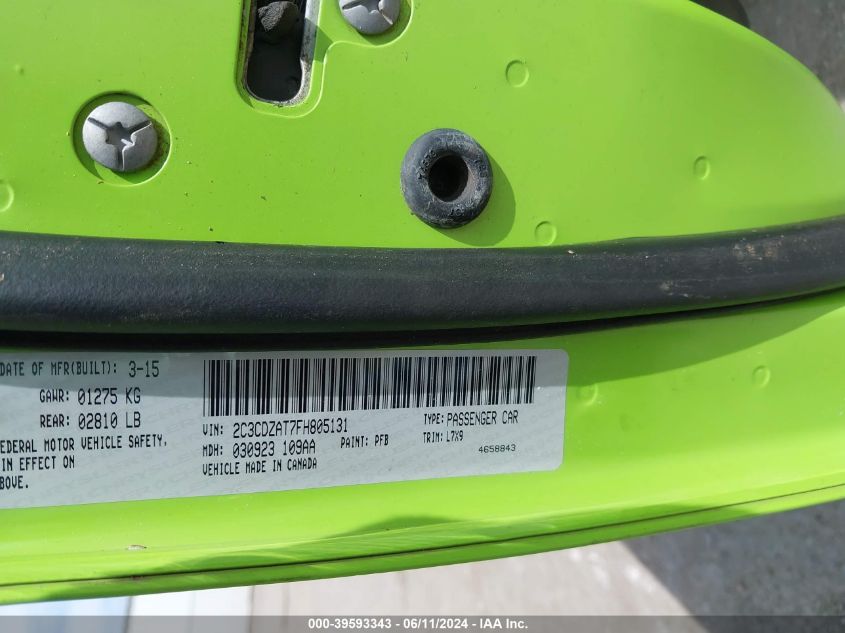 DATE OF MFR(BUILT): 3-15
GAWR: 01275 KG
REAR: 02810 LB
FEDERAL MOTOR VEHICLE SAFETY,
IN EFFECT ON
ABOVE.
VIN: 2C3CDZAT7FH805131
TYPE: PASSENGER CAR
MDH: 030923 109AA
PAINT: PFB
TRIM: L7X9
VEHICLE MADE IN CANADA
4658843
000-39593343 - 06/11/2024 - IAA Inc.